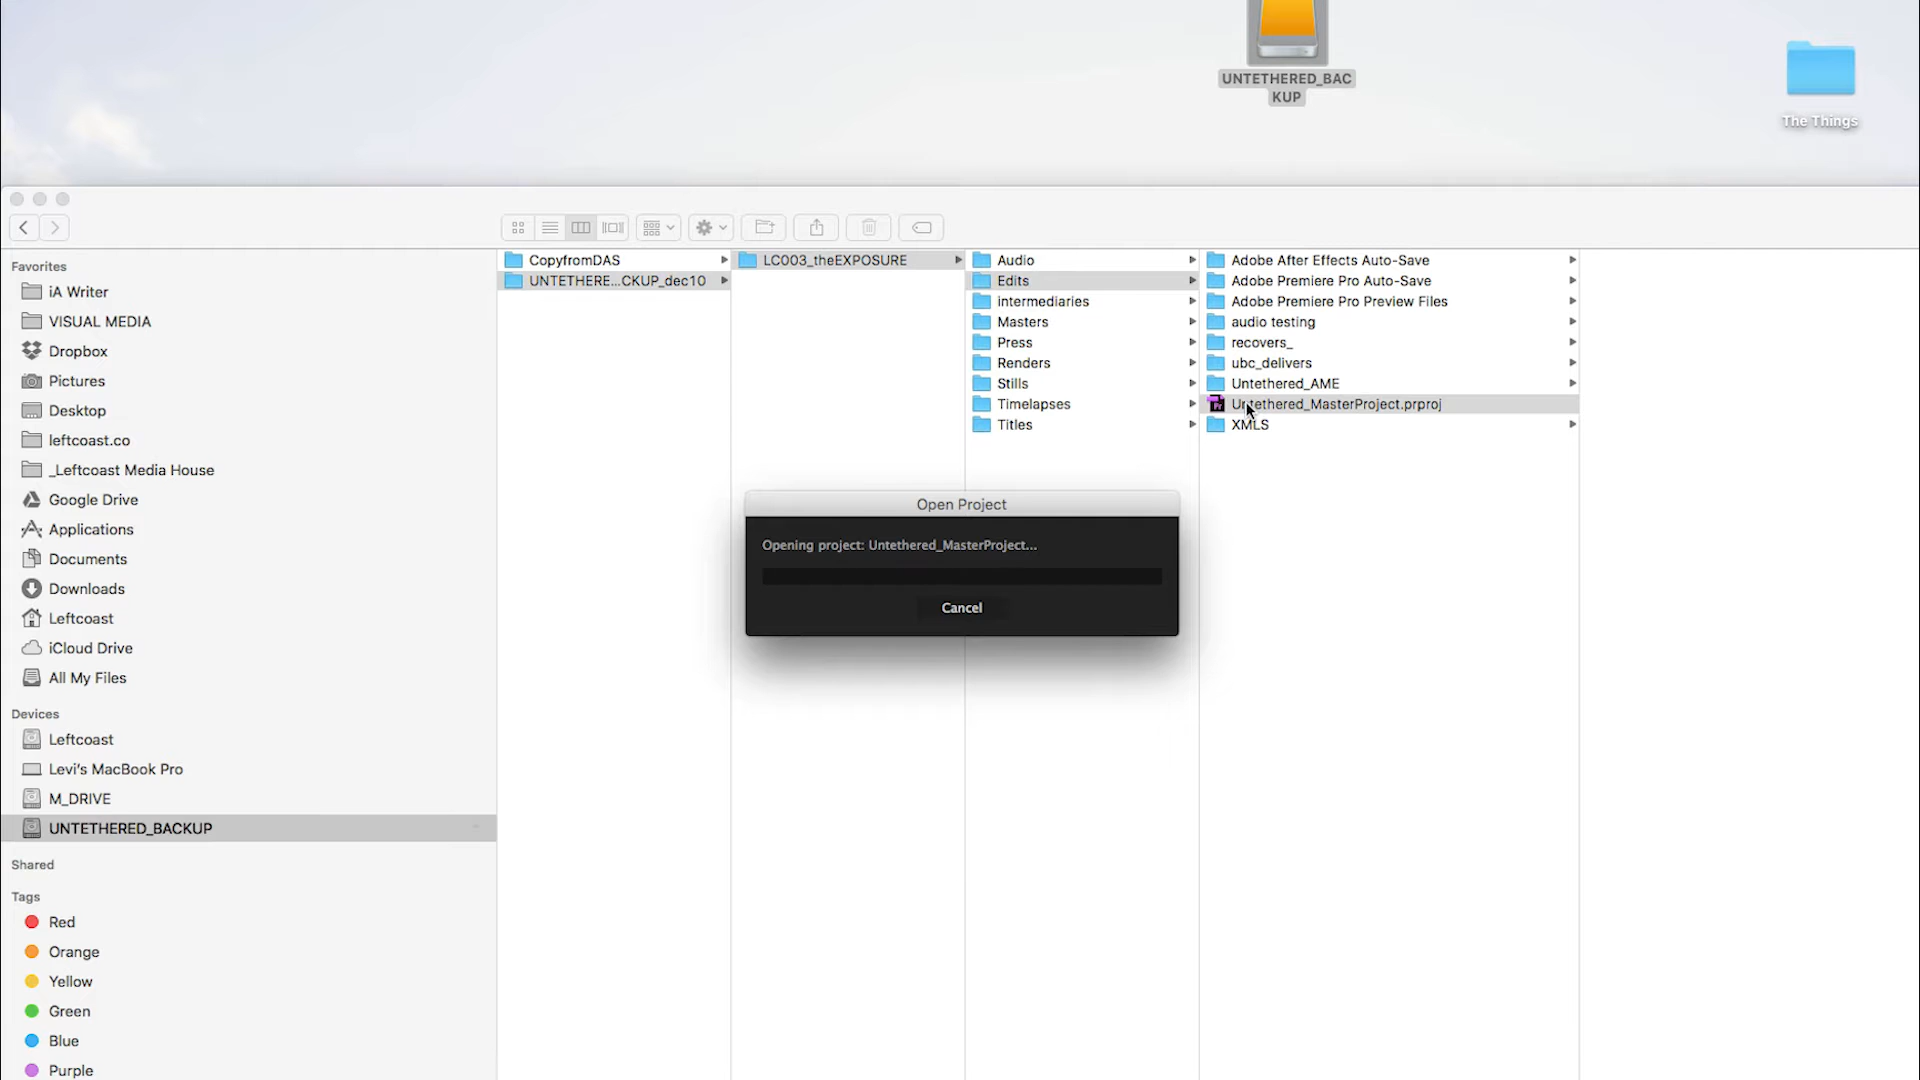 UNTETHERED_BAC
KUP
The Things
Favorites
iA Writer
VISUAL MEDIA
Dropbox
Pictures
Desktop
leftcoast.co
_Leftcoast Media House
Google Drive
Applications
Documents
Downloads
Leftcoast
iCloud Drive
All My Files
Devices
Leftcoast
Levi's MacBook Pro
M_DRIVE
UNTETHERED_BACKUP
Shared
Tags
Red
Orange
Yellow
Green
Blue
Purple
CopyfromDAS
UNTETHERE...CKUP_dec10
LC003_theEXPOSURE
Audio
Edits
intermediaries
Masters
Press
Renders
Stills
Timelapses
Titles
Adobe After Effects Auto-Save
Adobe Premiere Pro Auto-Save
Adobe Premiere Pro Preview Files
audio testing
recovers_
ubc_delivers
Untethered_AME
Untethered_MasterProject.prproj
XMLS
Open Project
Opening project: Untethered_MasterProject...
Cancel